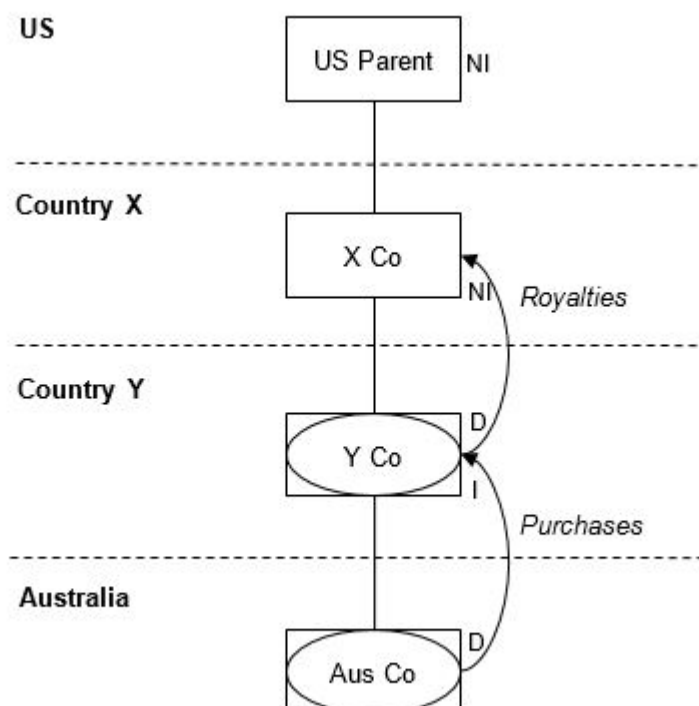 US
US Parent NI
Country X
X Co
NI
Royalties
Country Y
D
Y Co
I
Purchases
Australia
D
Aus Co